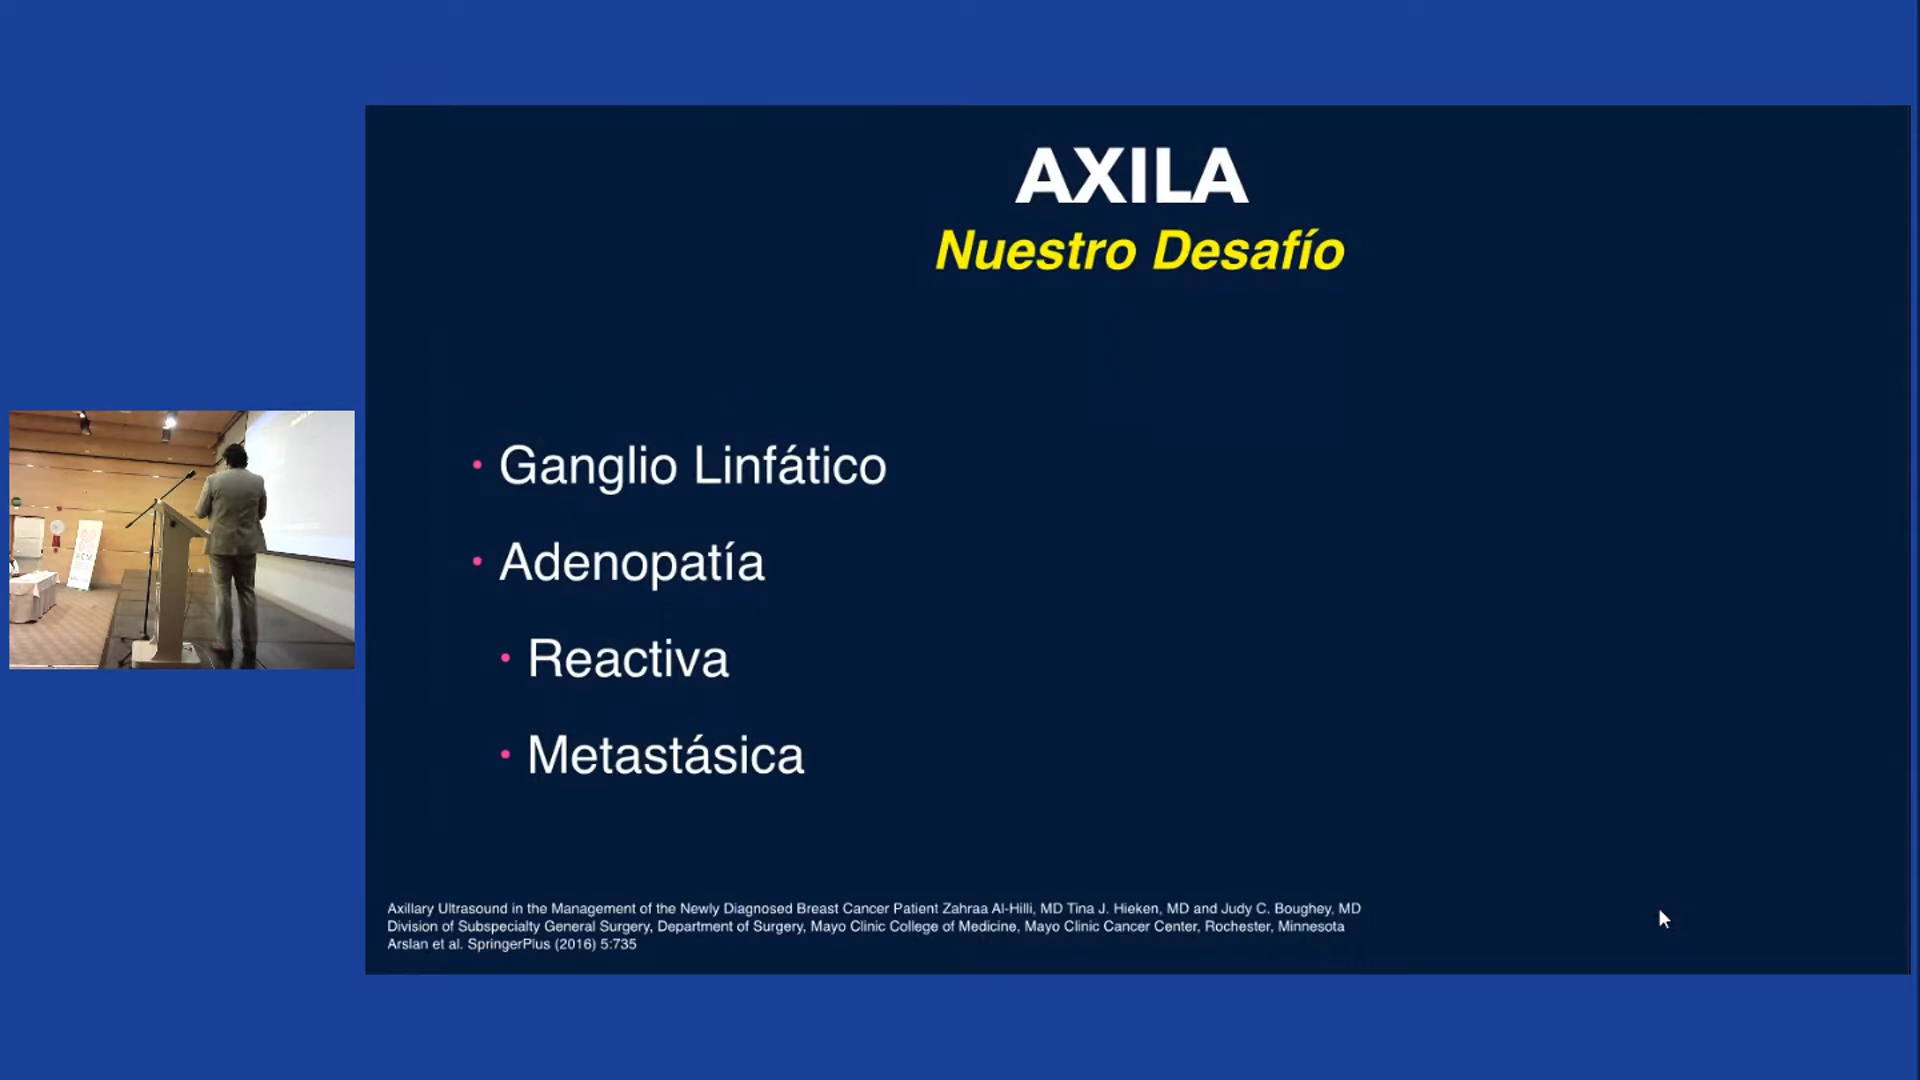 AXILA
Nuestro Desafío
• Ganglio Linfático
• Adenopatía
• Reactiva
• Metastásica
Axillary Ultrasound in the Management of the Newly Diagnosed Breast Cancer Patient Zahraa Al-Hilli, MD Tina J. Hieken, MD and Judy C. Boughey, MD
Division of Subspecialty General Surgery, Department of Surgery, Mayo Clinic College of Medicine, Mayo Clinic Cancer Center, Rochester, Minnesota
Arslan et al. SpringerPlus (2016) 5:735